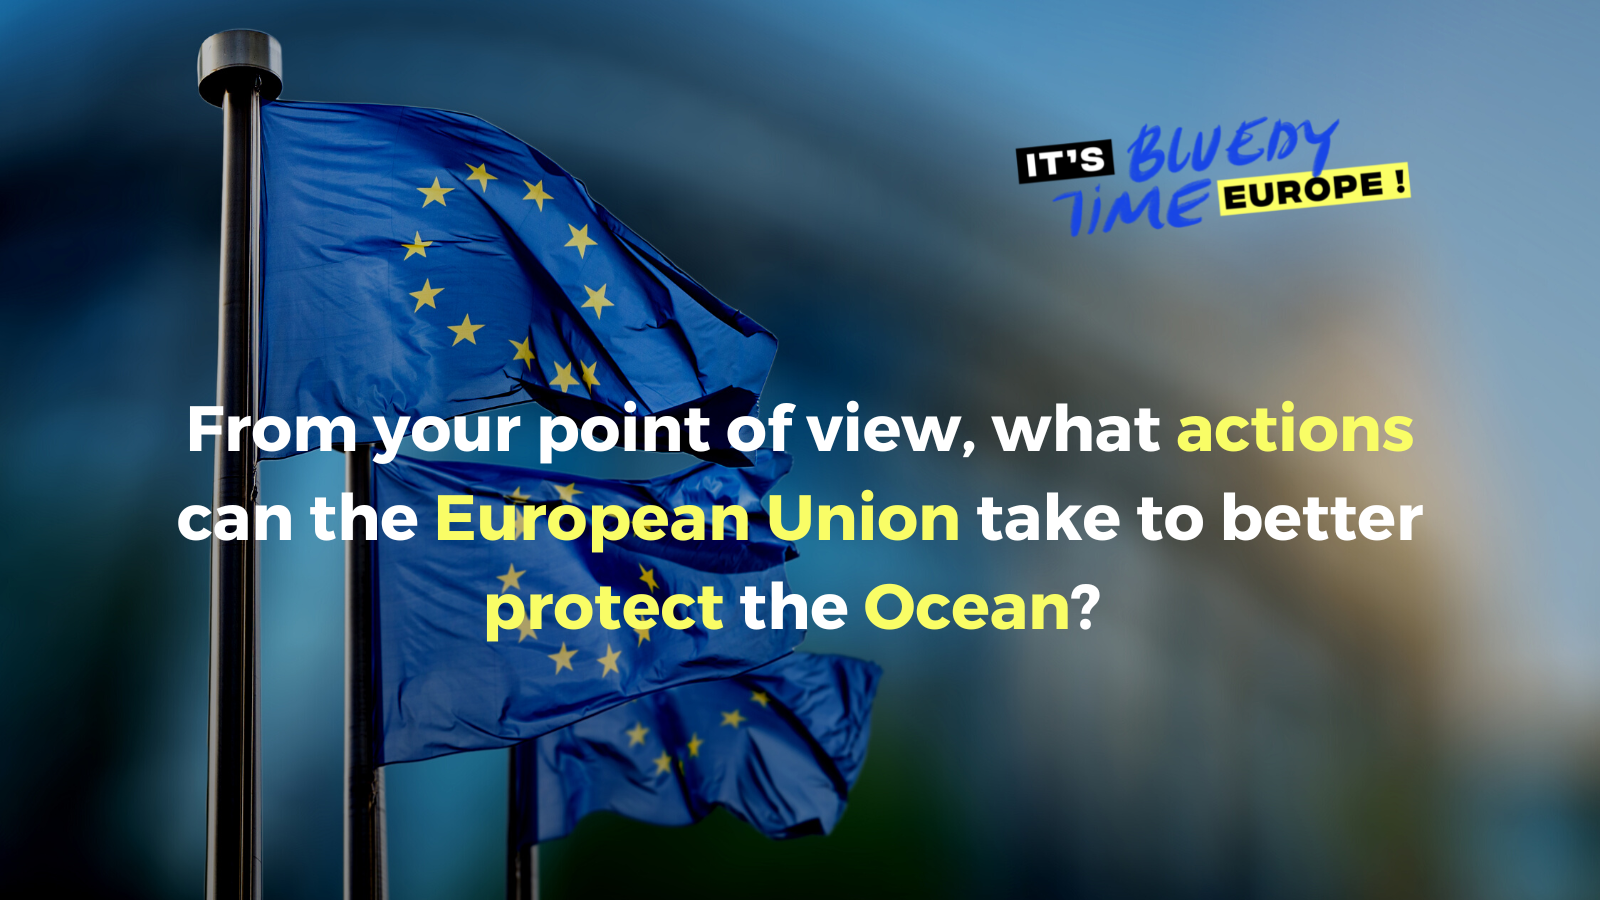 IT'S BLUEDY
TIME EUROPE !
From your point of view, what actions
can the European Union take to better
protect the Ocean?